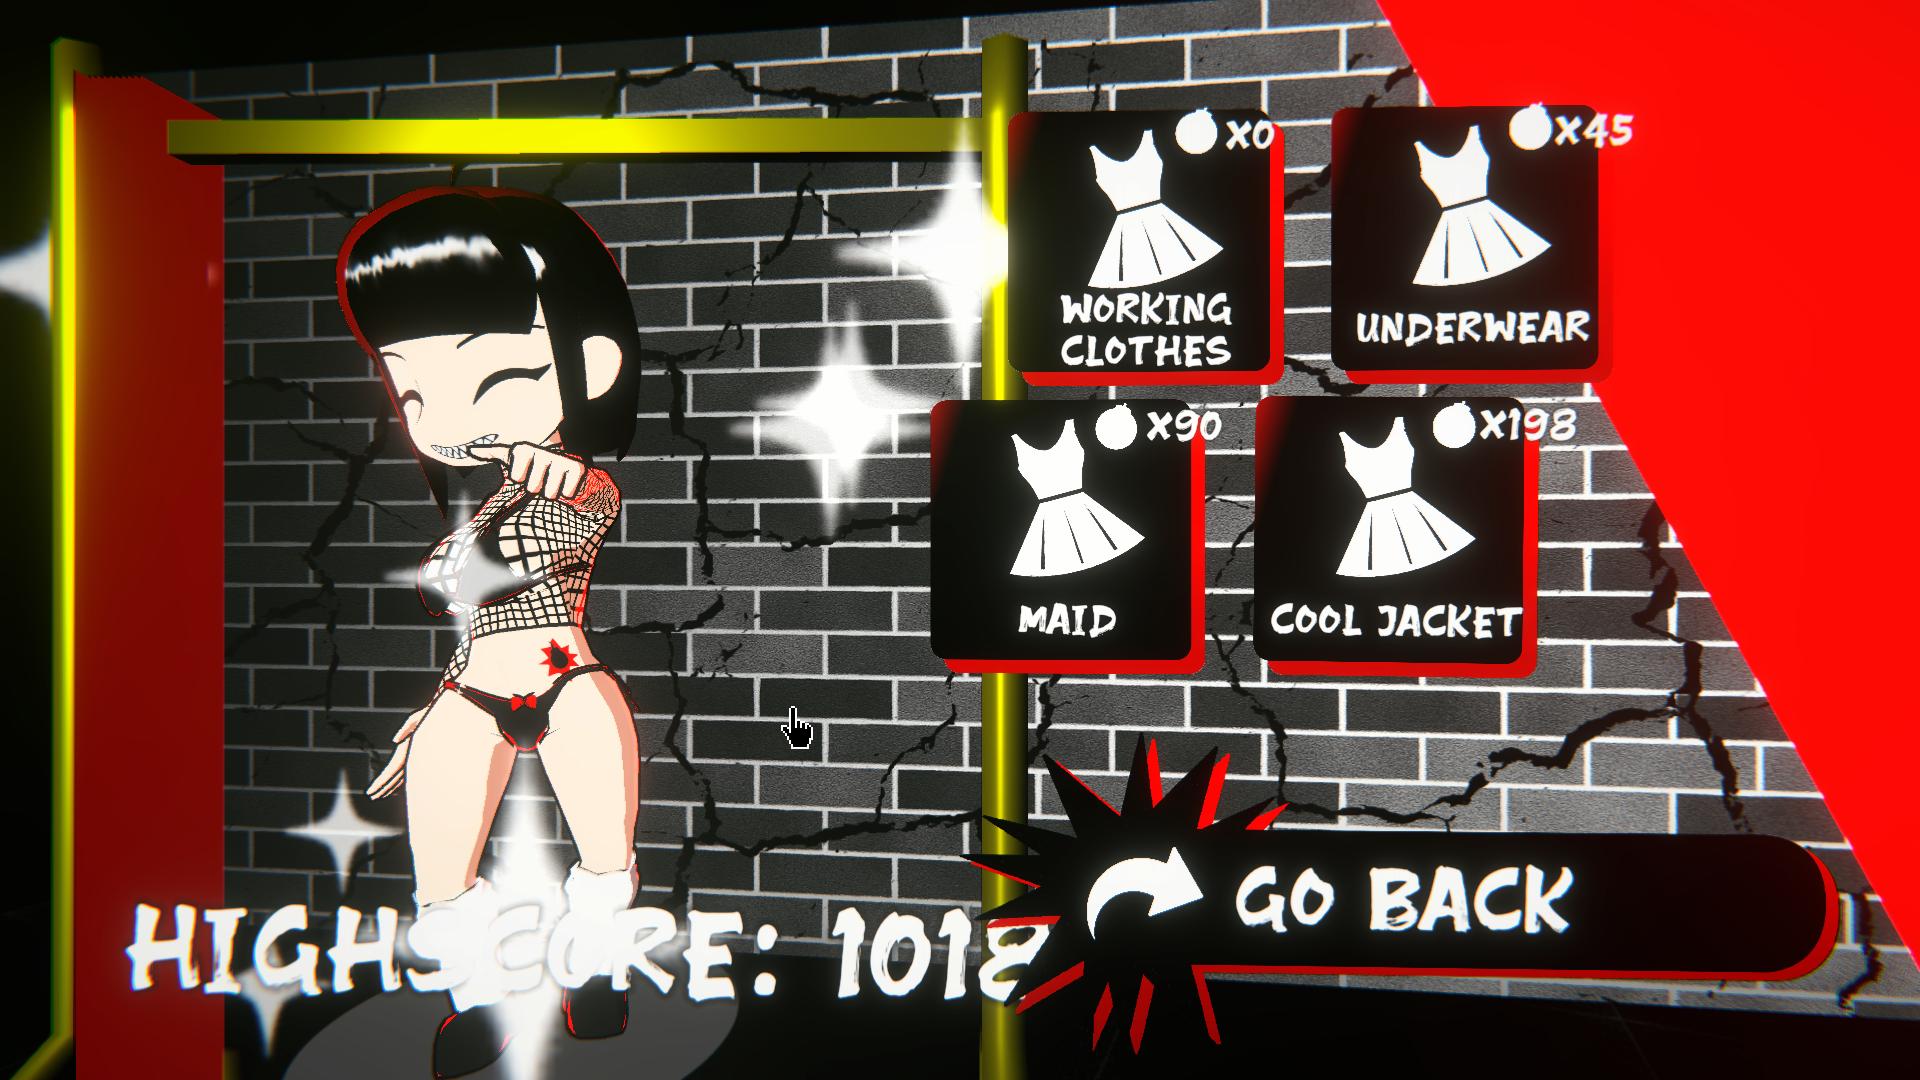 X0
WORKING
CLOTHES
X45
UNDERWEAR
X90
MAID
X198
COOL JACKET
HIGHSCORE: 1018
GO BACK